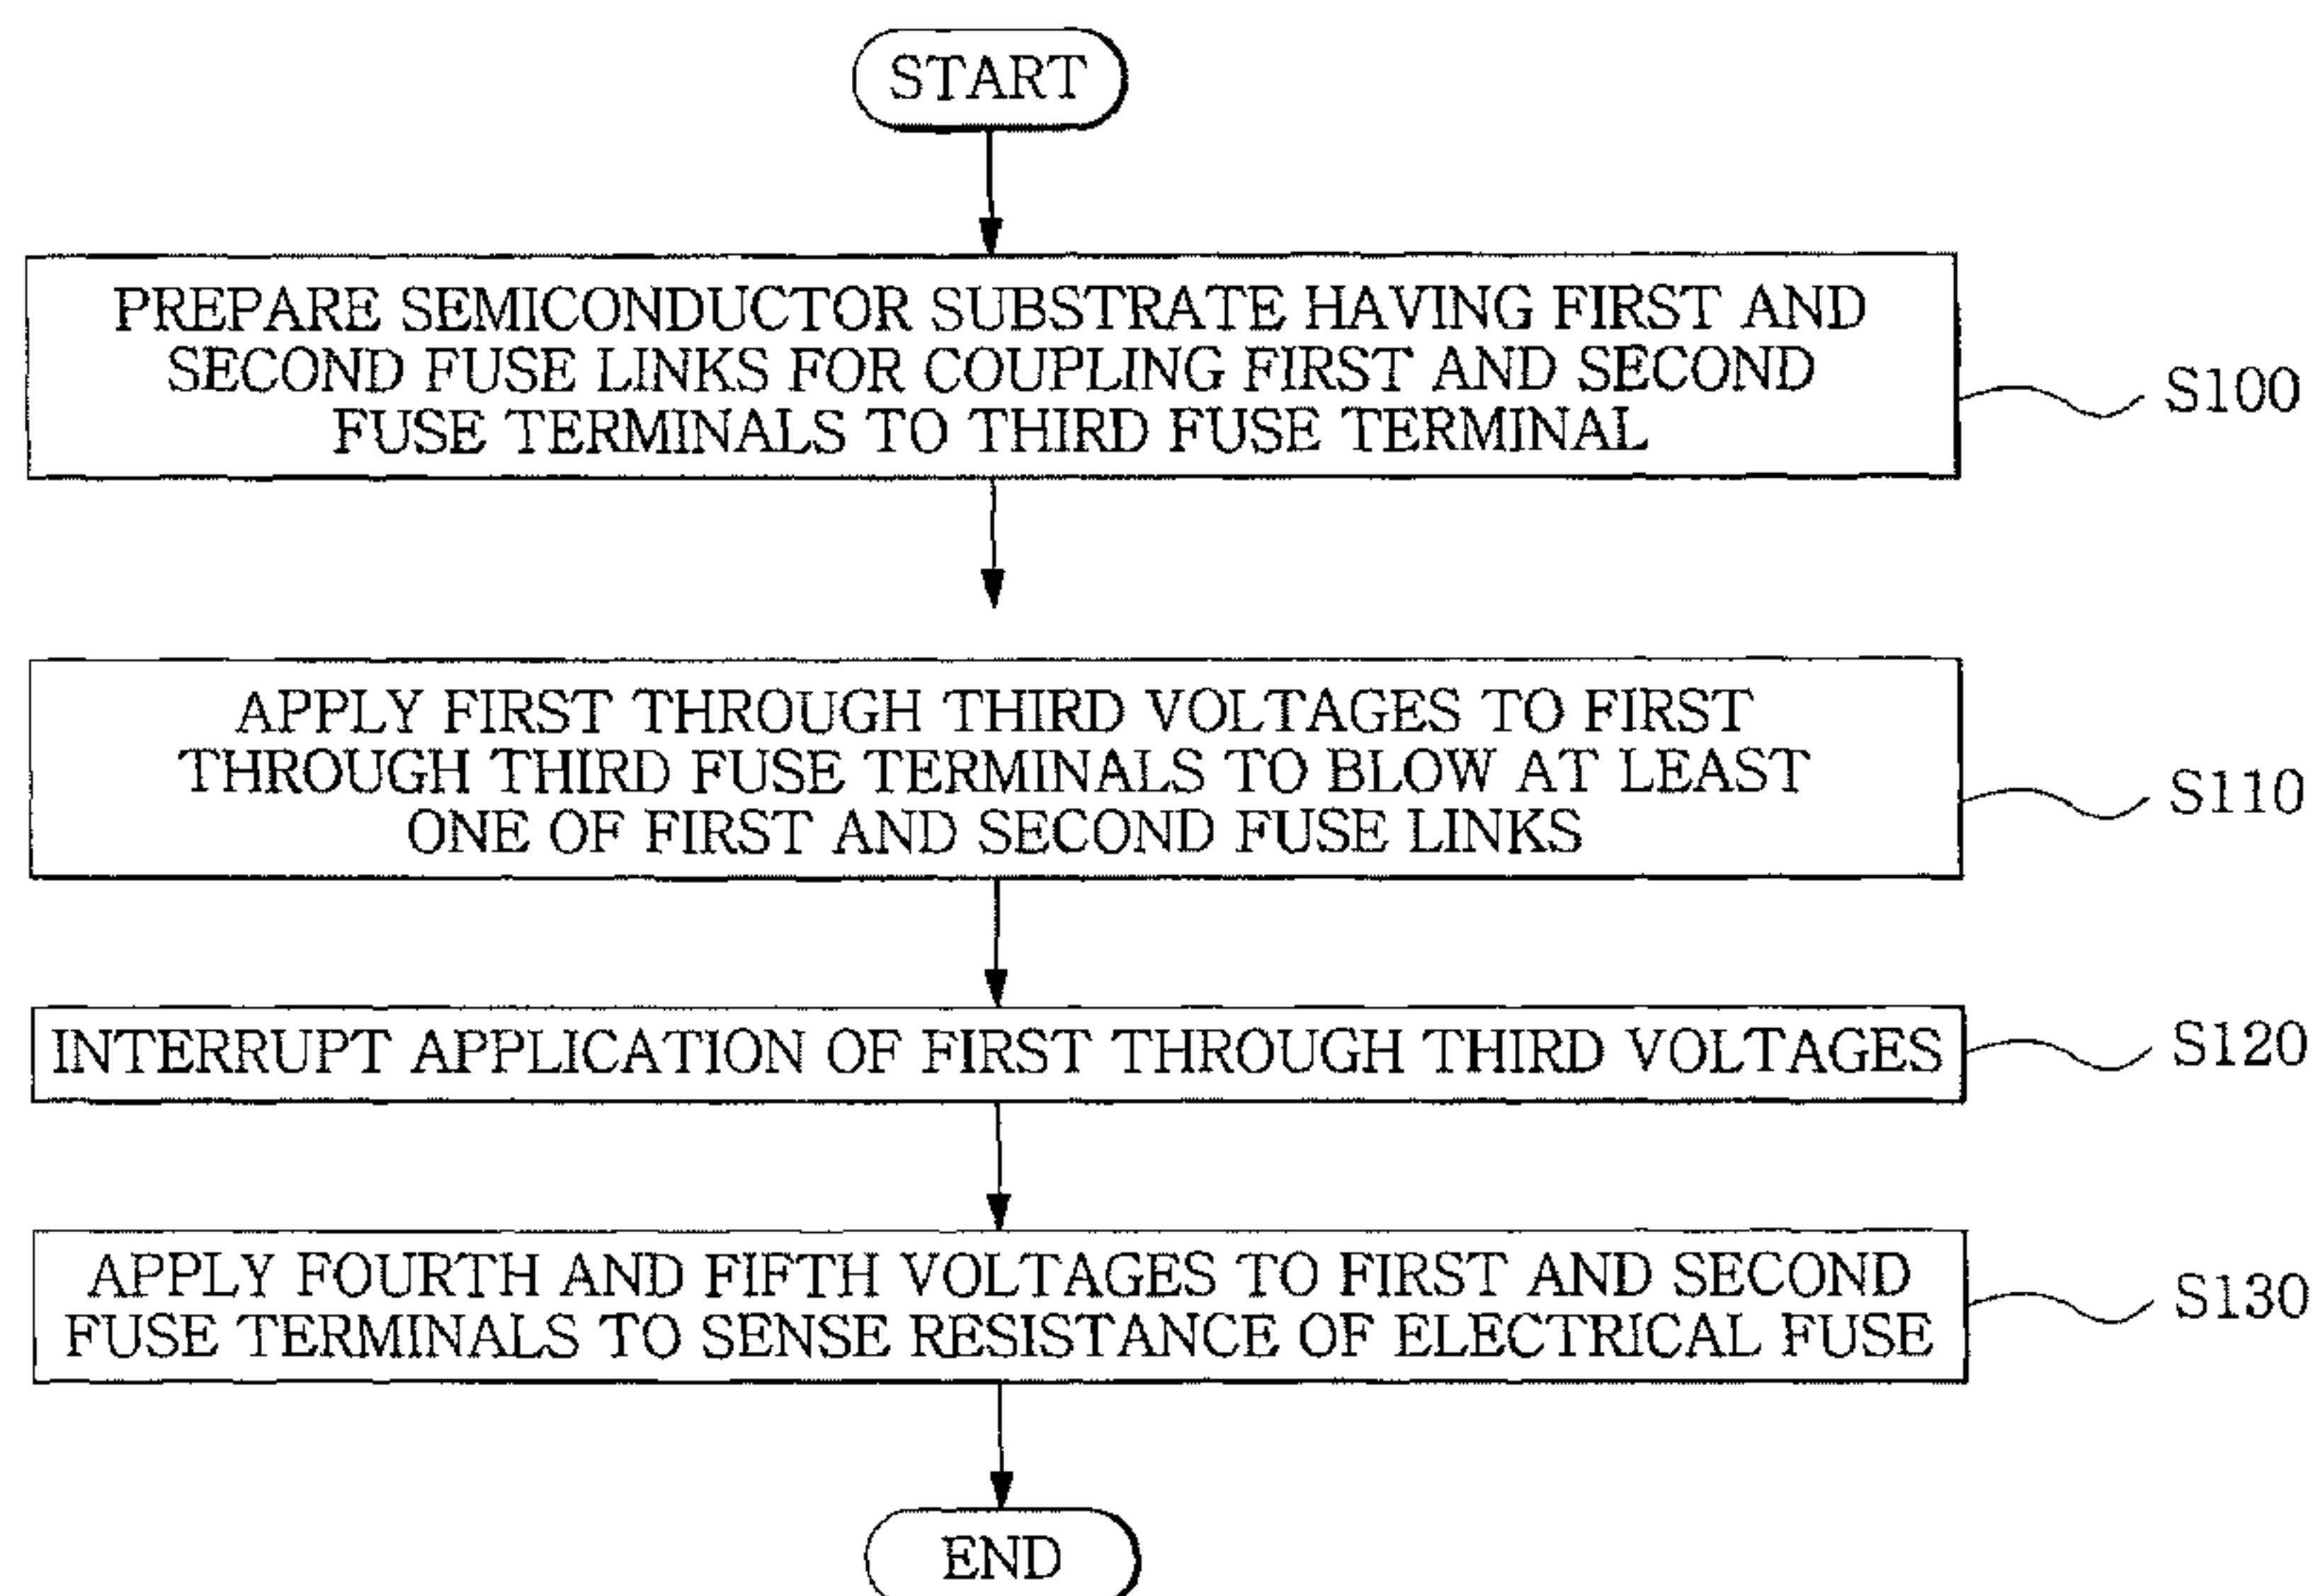 START
PREPARE SEMICONDUCTOR SUBSTRATE HAVING FIRST AND
SECOND FUSE LINKS FOR COUPLING FIRST AND SECOND
FUSE TERMINALS TO THIRD FUSE TERMINAL
S100
APPLY FIRST THROUGH THIRD VOLTAGES TO FIRST
THROUGH THIRD FUSE TERMINALS TO BLOW AT LEAST
ONE OF FIRST AND SECOND FUSE LINKS
S110
INTERRUPT APPLICATION OF FIRST THROUGH THIRD VOLTAGES
S120
APPLY FOURTH AND FIFTH VOLTAGES TO FIRST AND SECOND
FUSE TERMINALS TO SENSE RESISTANCE OF ELECTRICAL FUSE
S130
END